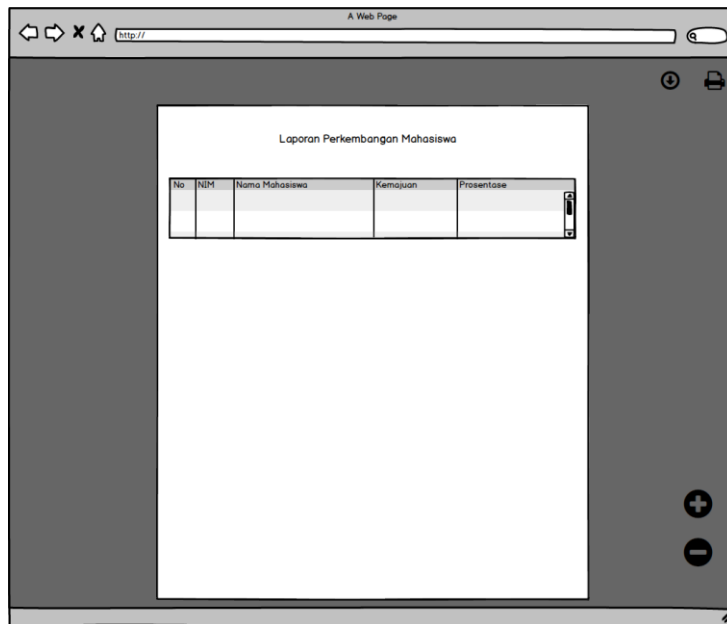 A Web Page
http://
Laporan Perkembangan Mahasiswa
No NIM Nama Mahasiswa Kemajuan Prosentase